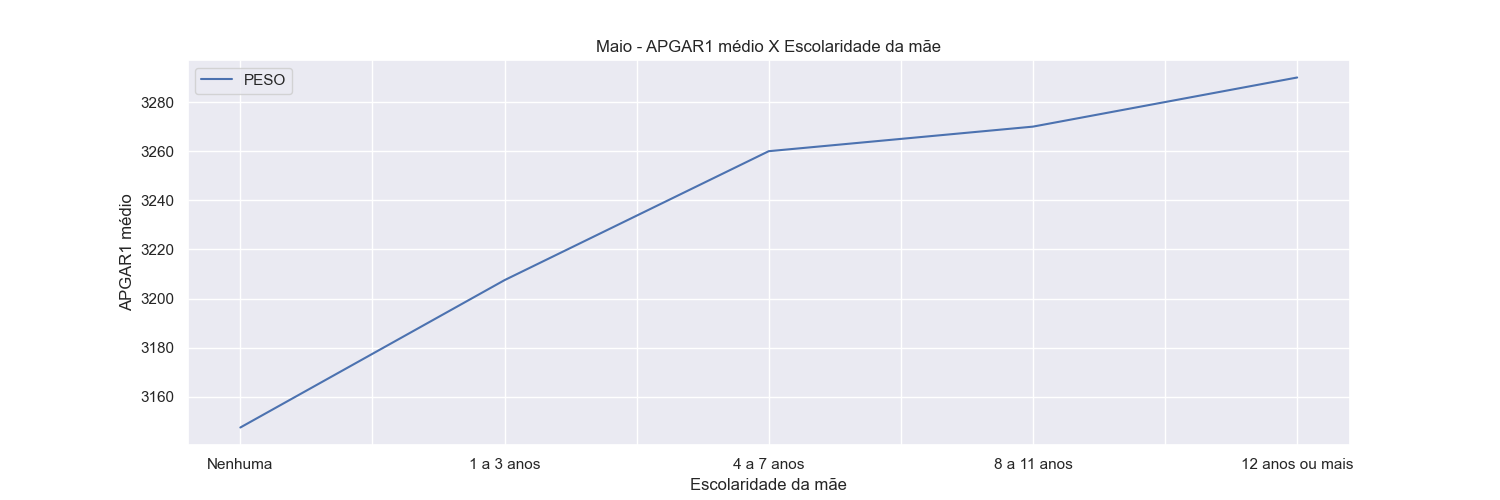 Maio - APGAR1 médio X Escolaridade da mãe
PESO
APGAR1 médio
3280
3260
3240
3220
3200
3180
3160
Nenhuma
1 a 3 anos
4 a 7 anos
8 a 11 anos
12 anos ou mais
Escolaridade da mãe